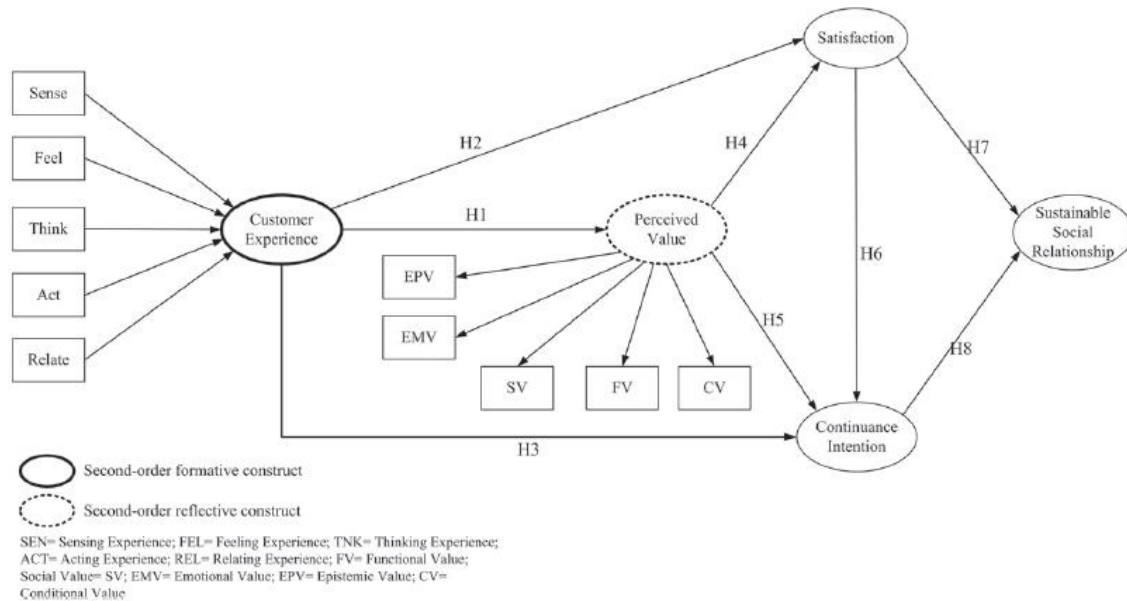 Satisfaction
Sense
H2
H4
H7
Feel
Customer
Experience
H1
Perceived
Value
Sustainable
Social
Relationship
Think
EPV
H6
Act
EMV
H5
H8
Relate
SV
FV
CV
Continuance
Intention
H3
Second-order formative construct
Second-order reflective construct
SEN= Sensing Experience; FEL= Feeling Experience; TNK= Thinking Experience;
ACT= Acting Experience; REL= Relating Experience; FV= Functional Value;
Social Value= SV; EMV= Emotional Value; EPV= Epistemic Value; CV=
Conditional Value